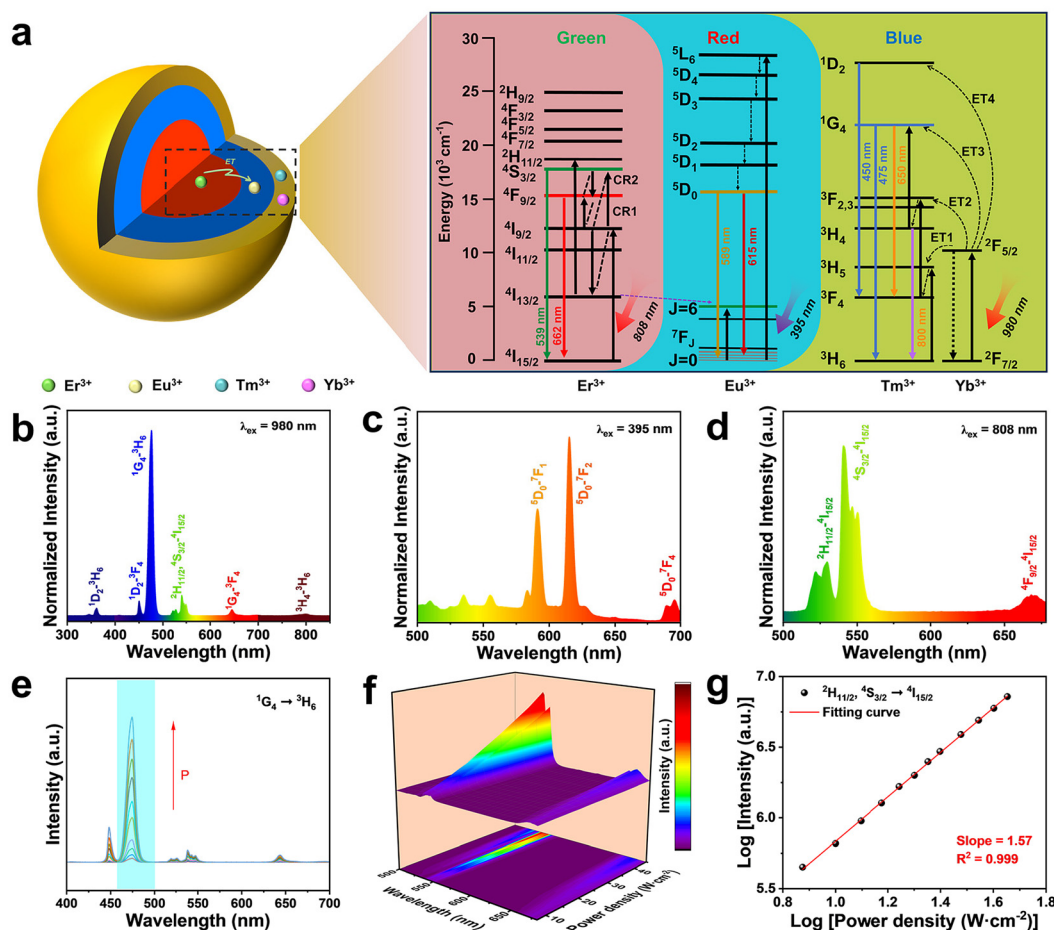 a
ET
Er³⁺
Eu³⁺
Tm³⁺
Yb³⁺
Green
Red
Blue
Energy (10³ cm⁻¹)
30
25
20
15
10
5
0
²H₉/₂
⁴F₃/₂
⁴F₅/₂
⁴F₇/₂
²H₁₁/₂
⁴S₃/₂
⁴F₉/₂
⁴I₉/₂
⁴I₁₁/₂
⁴I₁₃/₂
⁴I₁₅/₂
CR2
CR1
539 nm
662 nm
808 nm
Er³⁺
⁵L₆
⁵D₄
⁵D₃
⁵D₂
⁵D₁
⁵D₀
J=6
⁷F_J
J=0
615 nm
395 nm
Eu³⁺
¹D₂
¹G₄
³F₂,₃
³H₄
³H₅
³F₄
³H₆
450 nm
475 nm
650 nm
800 nm
ET4
ET3
ET2
ET1
²F₅/₂
²F₇/₂
980 nm
Tm³⁺
Yb³⁺
b
λex = 980 nm
Normalized Intensity (a.u.)
¹D₂-³H₆
¹D₂-³F₄
¹G₄-³H₆
²H₁₁/₂,⁴S₃/₂-⁴I₁₅/₂
¹G₄-³F₄
³H₄-³H₆
300 400 500 600 700 800
Wavelength (nm)
c
λex = 395 nm
Normalized Intensity (a.u.)
⁵D₀-⁷F₁
⁵D₀-⁷F₂
⁵D₀-⁷F₄
500 550 600 650 700
Wavelength (nm)
d
λex = 808 nm
Normalized Intensity (a.u.)
²H₁₁/₂-⁴I₁₅/₂
⁴S₃/₂-⁴I₁₅/₂
⁴F₉/₂-⁴I₁₅/₂
500 550 600 650
Wavelength (nm)
e
¹G₄ → ³H₆
P
Intensity (a.u.)
400 450 500 550 600 650 700
Wavelength (nm)
f
Intensity (a.u.)
500 550 600 650
Wavelength (nm)
10 20 30 40
Power density (W·cm⁻²)
g
²H₁₁/₂, ⁴S₃/₂ → ⁴I₁₅/₂
Fitting curve
Log [Intensity (a.u.)]
7.0
6.5
6.0
5.5
Slope = 1.57
R² = 0.999
0.8 1.0 1.2 1.4 1.6 1.8
Log [Power density (W·cm⁻²)]